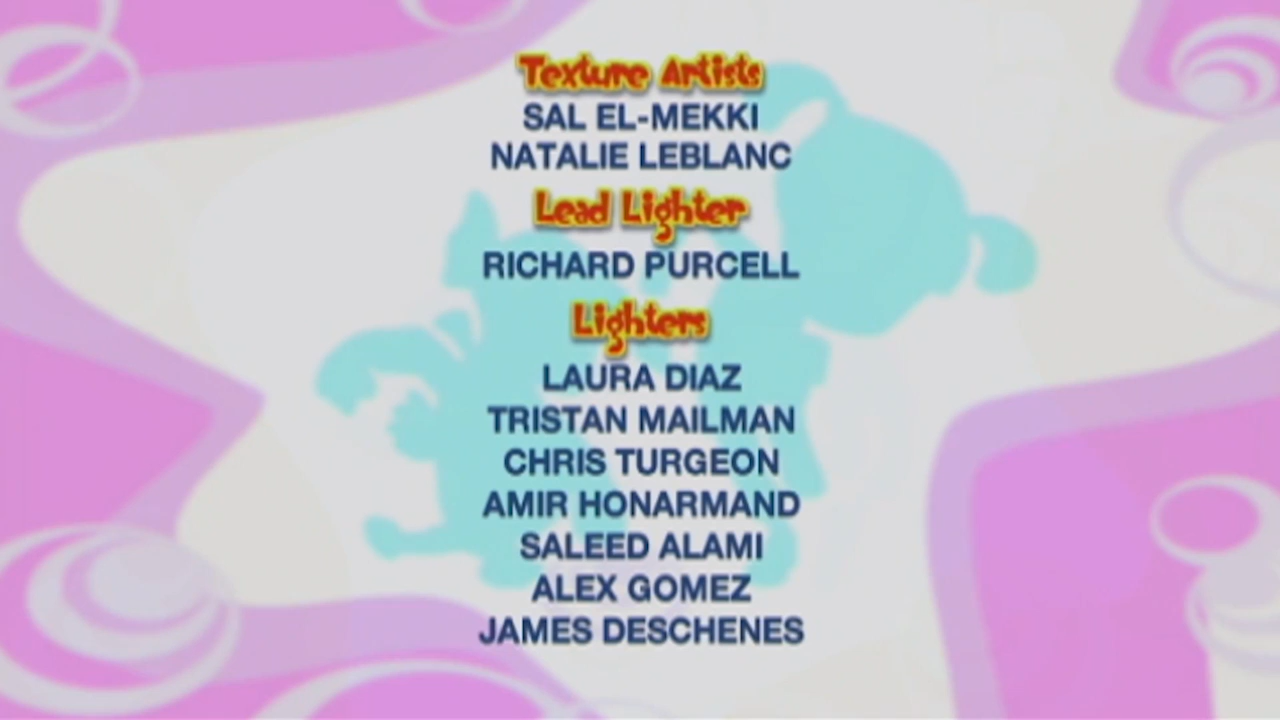 Texture Artists
SAL EL-MEKKI
NATALIE LEBLANC
Lead Lighter
RICHARD PURCELL
Lighters
LAURA DIAZ
TRISTAN MAILMAN
CHRIS TURGEON
AMIR HONARMAND
SALEED ALAMI
ALEX GOMEZ
JAMES DESCHENES